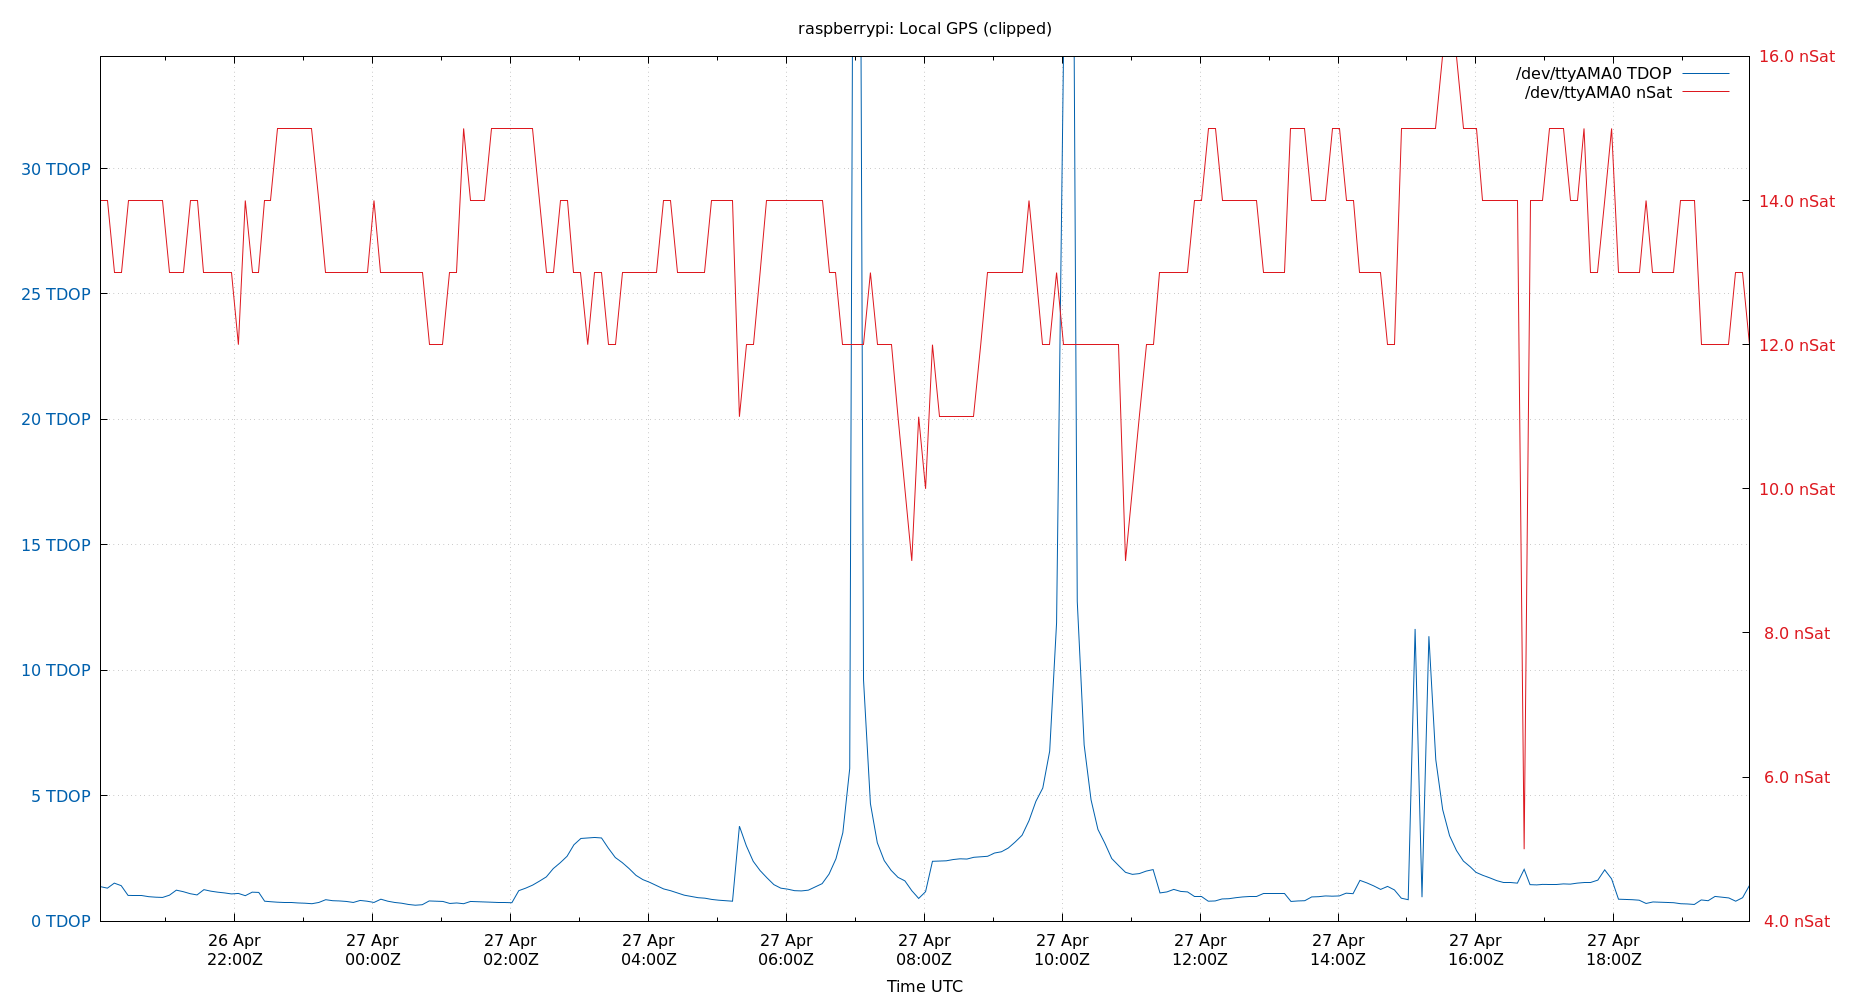 raspberrypi: Local GPS (clipped)
16.0 nSat
/dev/ttyAMA0 TDOP
/dev/ttyAMA0 nSat
30 TDOP
14.0 nSat
25 TDOP
12.0 nSat
20 TDOP
10.0 nSat
15 TDOP
8.0 nSat
10 TDOP
6.0 nSat
5 TDOP
0 TDOP
4.0 nSat
26 Apr 27 Apr 27 Apr 27 Apr 27 Apr 27 Apr 27 Apr 27 Apr 27 Apr 27 Apr 27 Apr
22:00Z 00:00Z 02:00Z 04:00Z 06:00Z 08:00Z 10:00Z 12:00Z 14:00Z 16:00Z 18:00Z
Time UTC